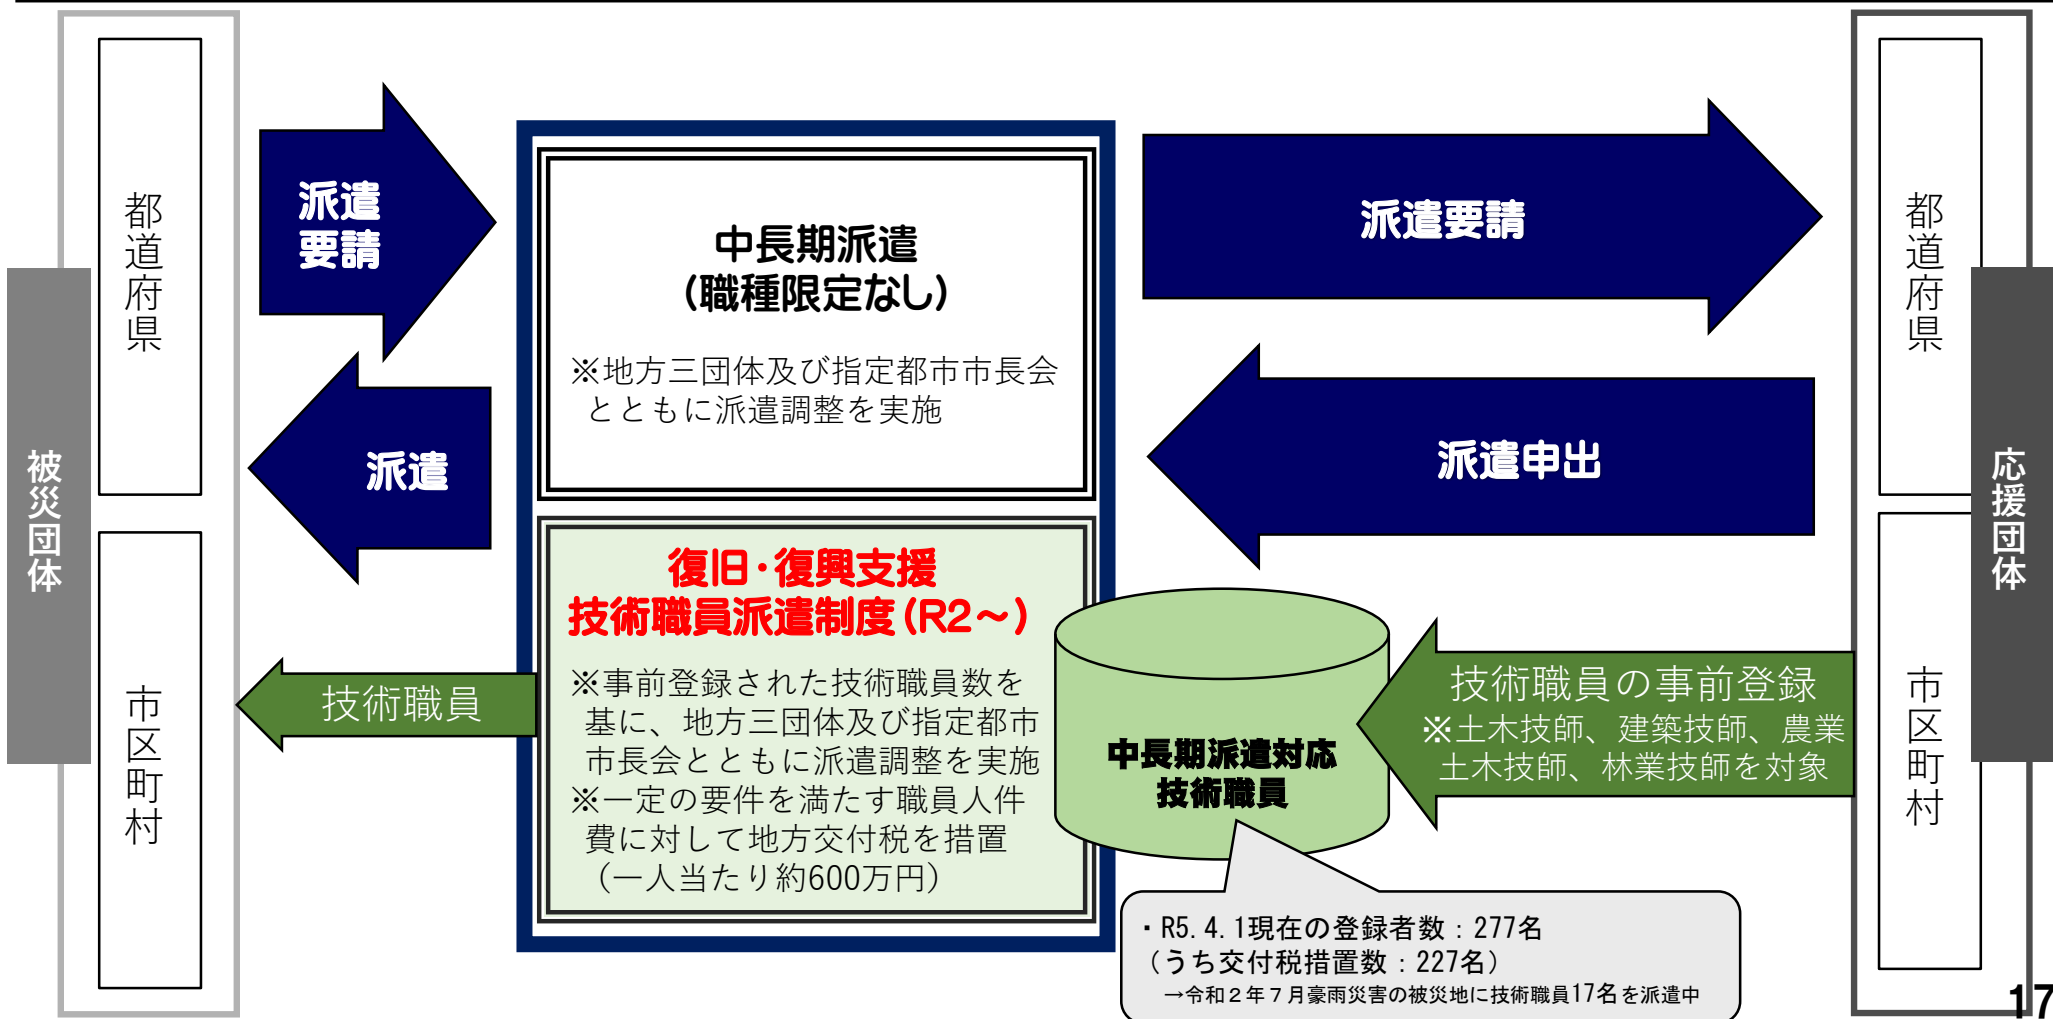 被災団体
都道府県
市区町村
派遣
要請
派遣
技術職員
中長期派遣
（職種限定なし）
※地方三団体及び指定都市市長会
とともに派遣調整を実施
復旧・復興支援
技術職員派遣制度（R2～）
※事前登録された技術職員数を
基に、地方三団体及び指定都市
市長会とともに派遣調整を実施
※一定の要件を満たす職員人件
費に対して地方交付税を措置
（一人当たり約600万円）
派遣要請
派遣申出
中長期派遣対応
技術職員
技術職員の事前登録
※土木技師、建築技師、農業
土木技師、林業技師を対象
・R5.4.1現在の登録者数：277名
（うち交付税措置数：227名）
→令和２年７月豪雨災害の被災地に技術職員17名を派遣中
都道府県
市区町村
応援団体
17